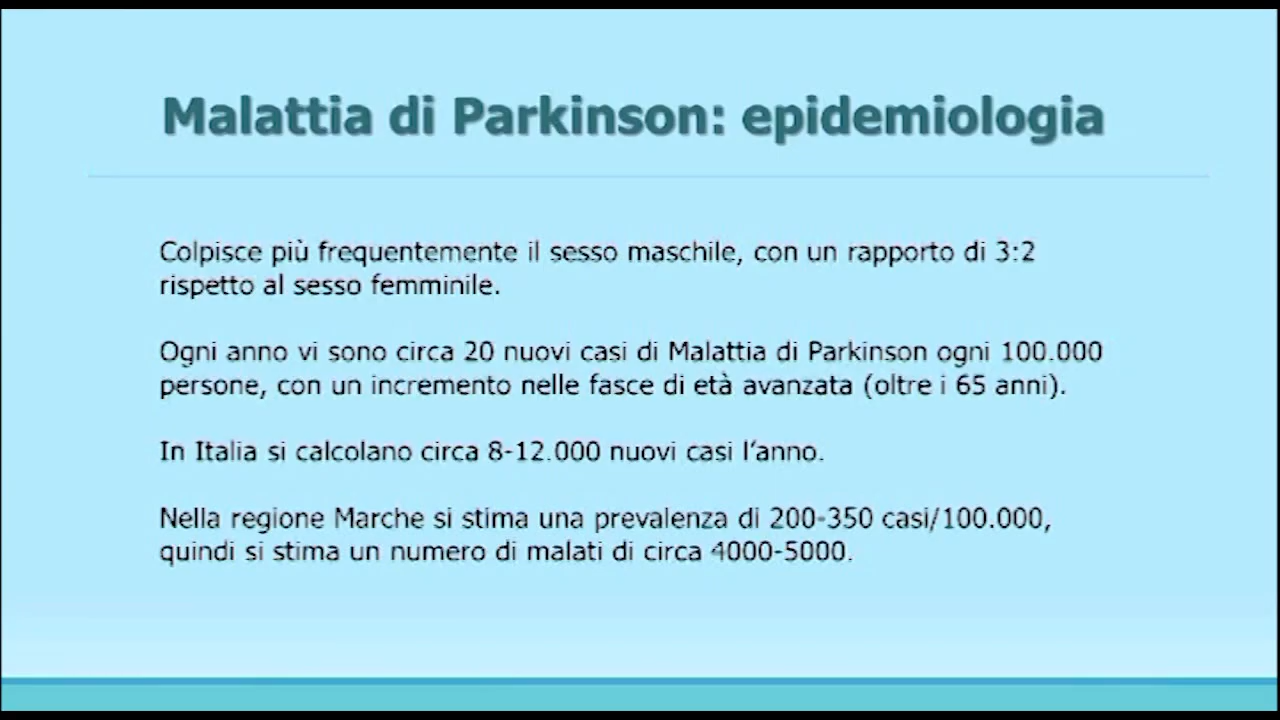 Malattia di Parkinson: epidemiologia
Colpisce più frequentemente il sesso maschile, con un rapporto di 3:2
rispetto al sesso femminile.
Ogni anno vi sono circa 20 nuovi casi di Malattia di Parkinson ogni 100.000
persone, con un incremento nelle fasce di età avanzata (oltre i 65 anni).
In Italia si calcolano circa 8-12.000 nuovi casi l’anno.
Nella regione Marche si stima una prevalenza di 200-350 casi/100.000,
quindi si stima un numero di malati di circa 4000-5000.